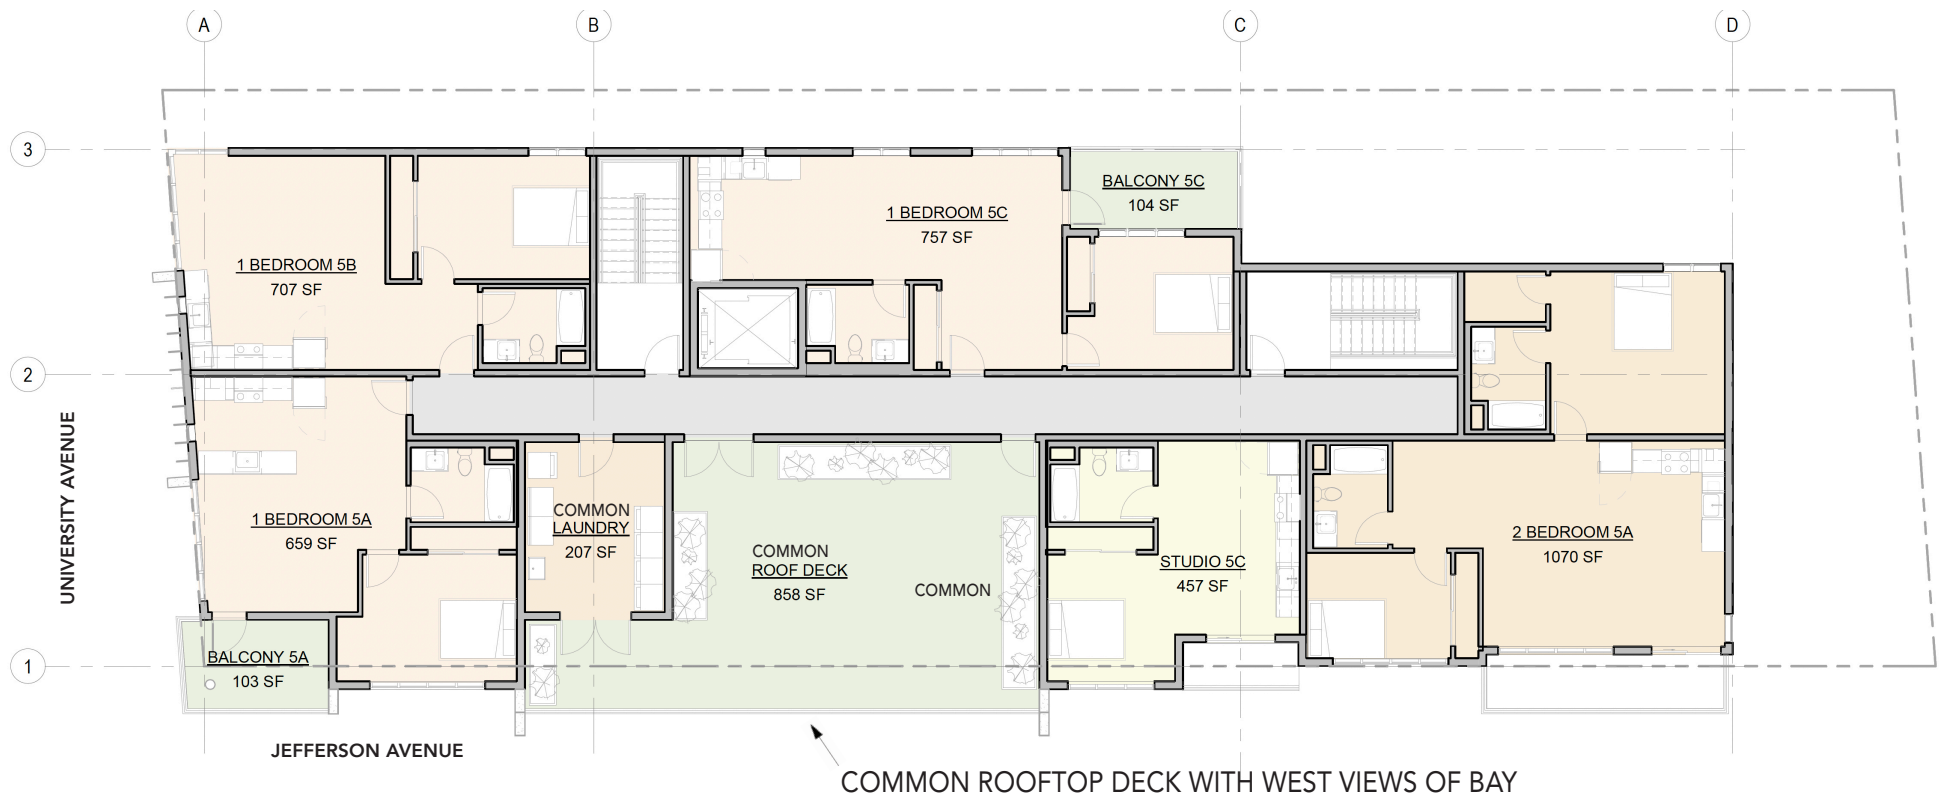 A
B
C
D
3
BALCONY 5C
104 SF
1 BEDROOM 5C
757 SF
1 BEDROOM 5B
707 SF
2
UNIVERSITY AVENUE
1 BEDROOM 5A
659 SF
COMMON
LAUNDRY
207 SF
COMMON
ROOF DECK
858 SF
COMMON
STUDIO 5C
457 SF
2 BEDROOM 5A
1070 SF
1
BALCONY 5A
103 SF
JEFFERSON AVENUE
COMMON ROOFTOP DECK WITH WEST VIEWS OF BAY